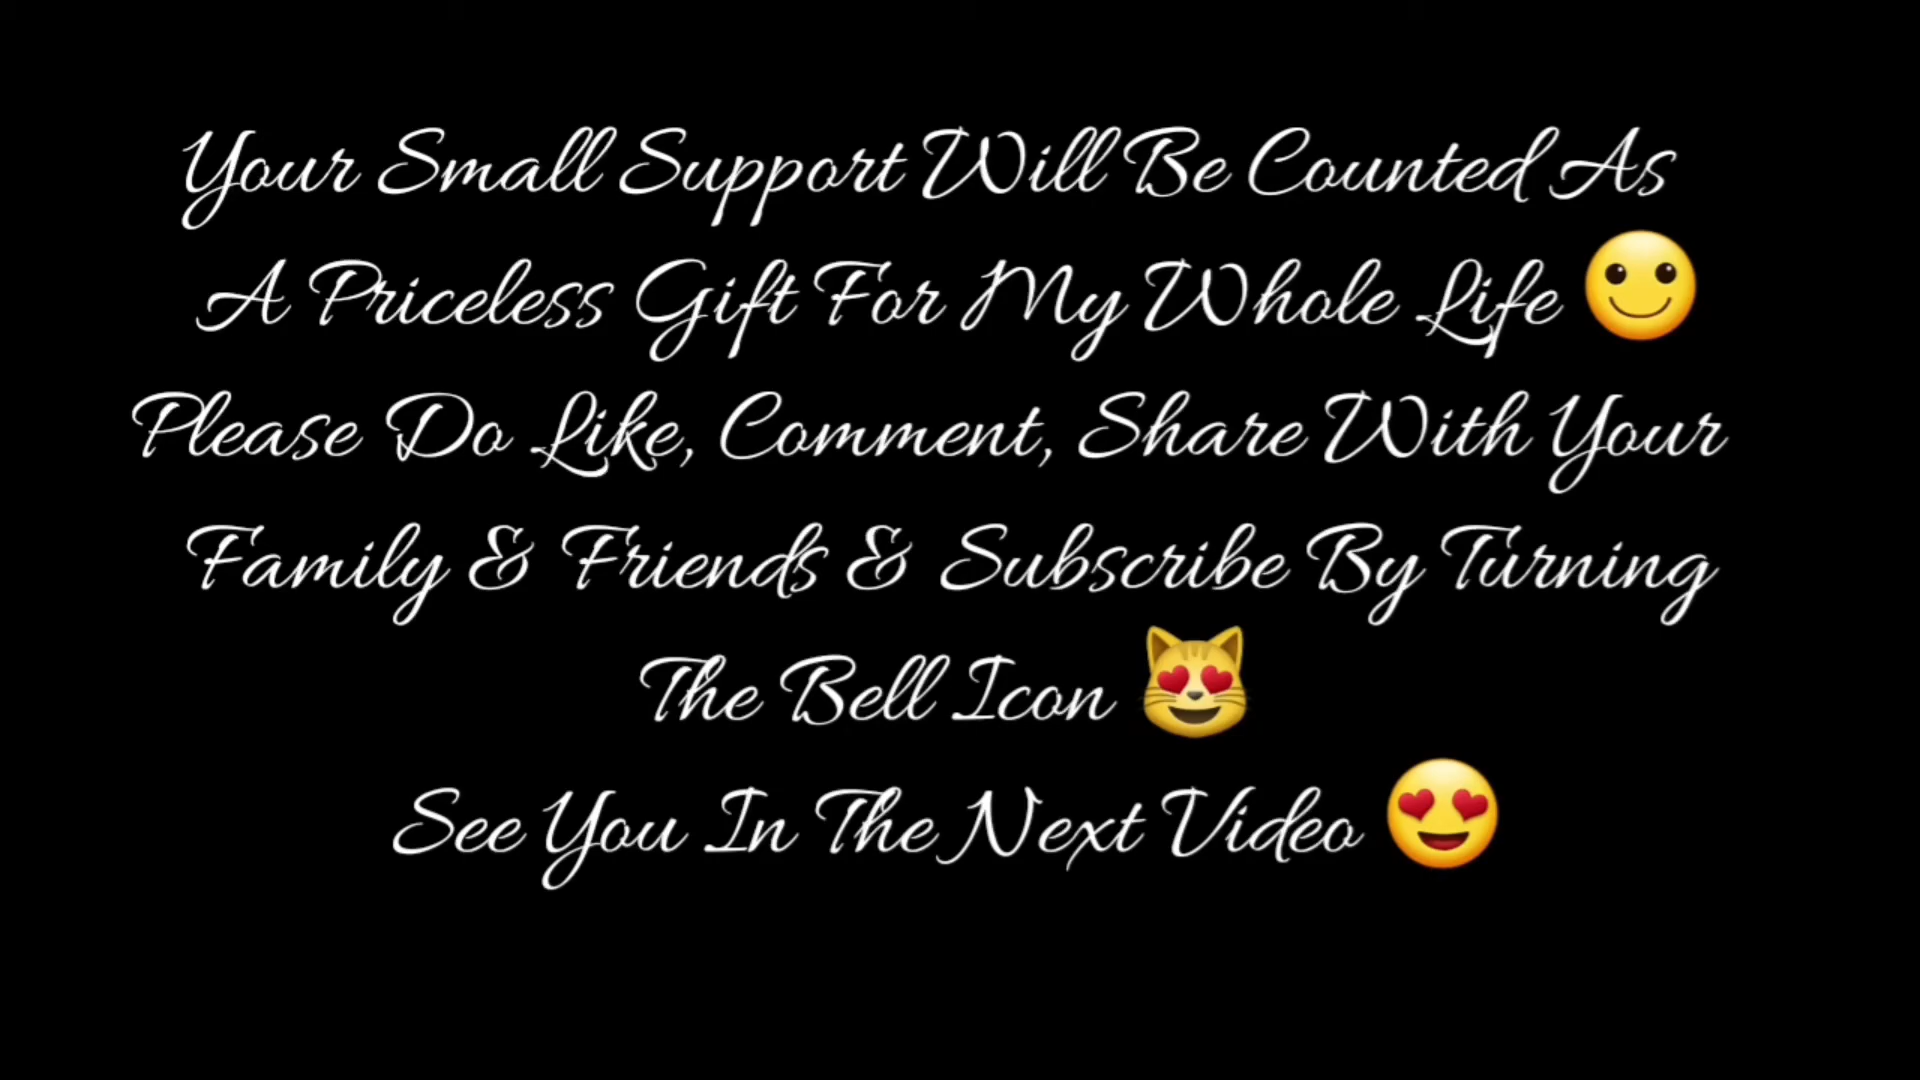 Your Small Support Will Be Counted As
A Priceless Gift For My Whole Life 🙂
Please Do Like, Comment, Share With Your
Family & Friends & Subscribe By Turning
The Bell Icon 😻
See You In The Next Video 😍